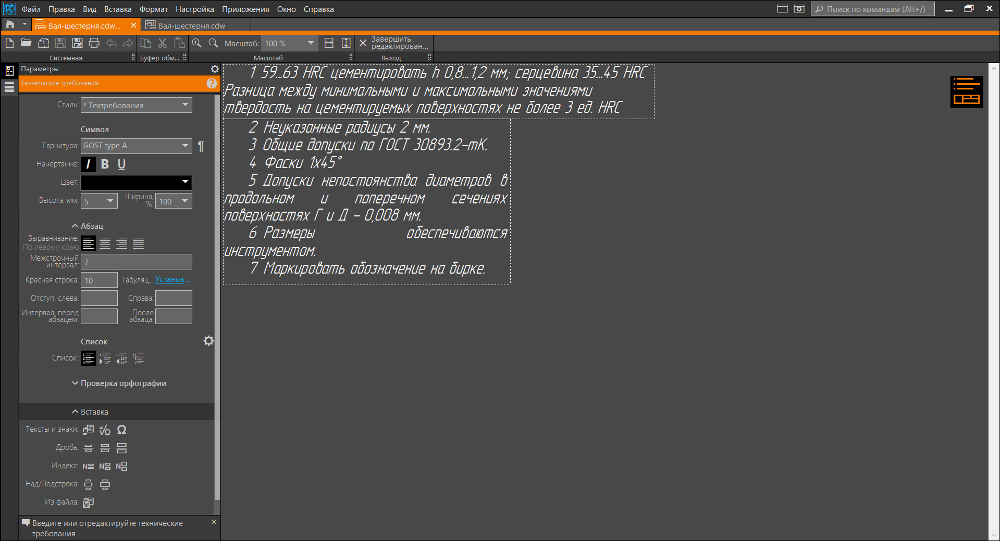 Файл Правка Вид Вставка Формат Настройка Приложения Окно Справка Поиск по командам (Alt+/)
Вал-шестерня.cdw... Вал-шестерня.cdw
Масштаб: 100 % Завершить редактирован...
Системная Буфер обм... Масштаб Выход
Параметры
Технические требования
Стиль: * Техтребования
Символ
Гарнитура: GOST type A
Начертание: I B U
Цвет:
Высота, мм: 5 Ширина, %: 100
Абзац
Выравнивание:
По левому краю
Межстрочный интервал: 7
Красная строка: 10 Табуляц... Установ...
Отступ, слева: Справа:
Интервал, перед абзацем: После абзаца:
Список
Список:
Проверка орфографии
Вставка
Тексты и знаки:
Дробь:
Индекс:
Над/Подстрока:
Из файла:
Введите или отредактируйте технические
требования
1 59...63 HRC цементировать h 0,8...1,2 мм; серцевина 35...45 HRC
Разница между минимальными и максимальными значениями
твердость на цементируемых поверхностях не более 3 ед. HRC
2 Неуказанные радиусы 2 мм.
3 Общие допуски по ГОСТ 30893.2-mK.
4 Фаски 1х45°
5 Допуски непостоянства диаметров в
продольном и поперечном сечениях
поверхностях Г и Д - 0,008 мм.
6 Размеры обеспечиваются
инструментом.
7 Маркировать обозначение на бирке.